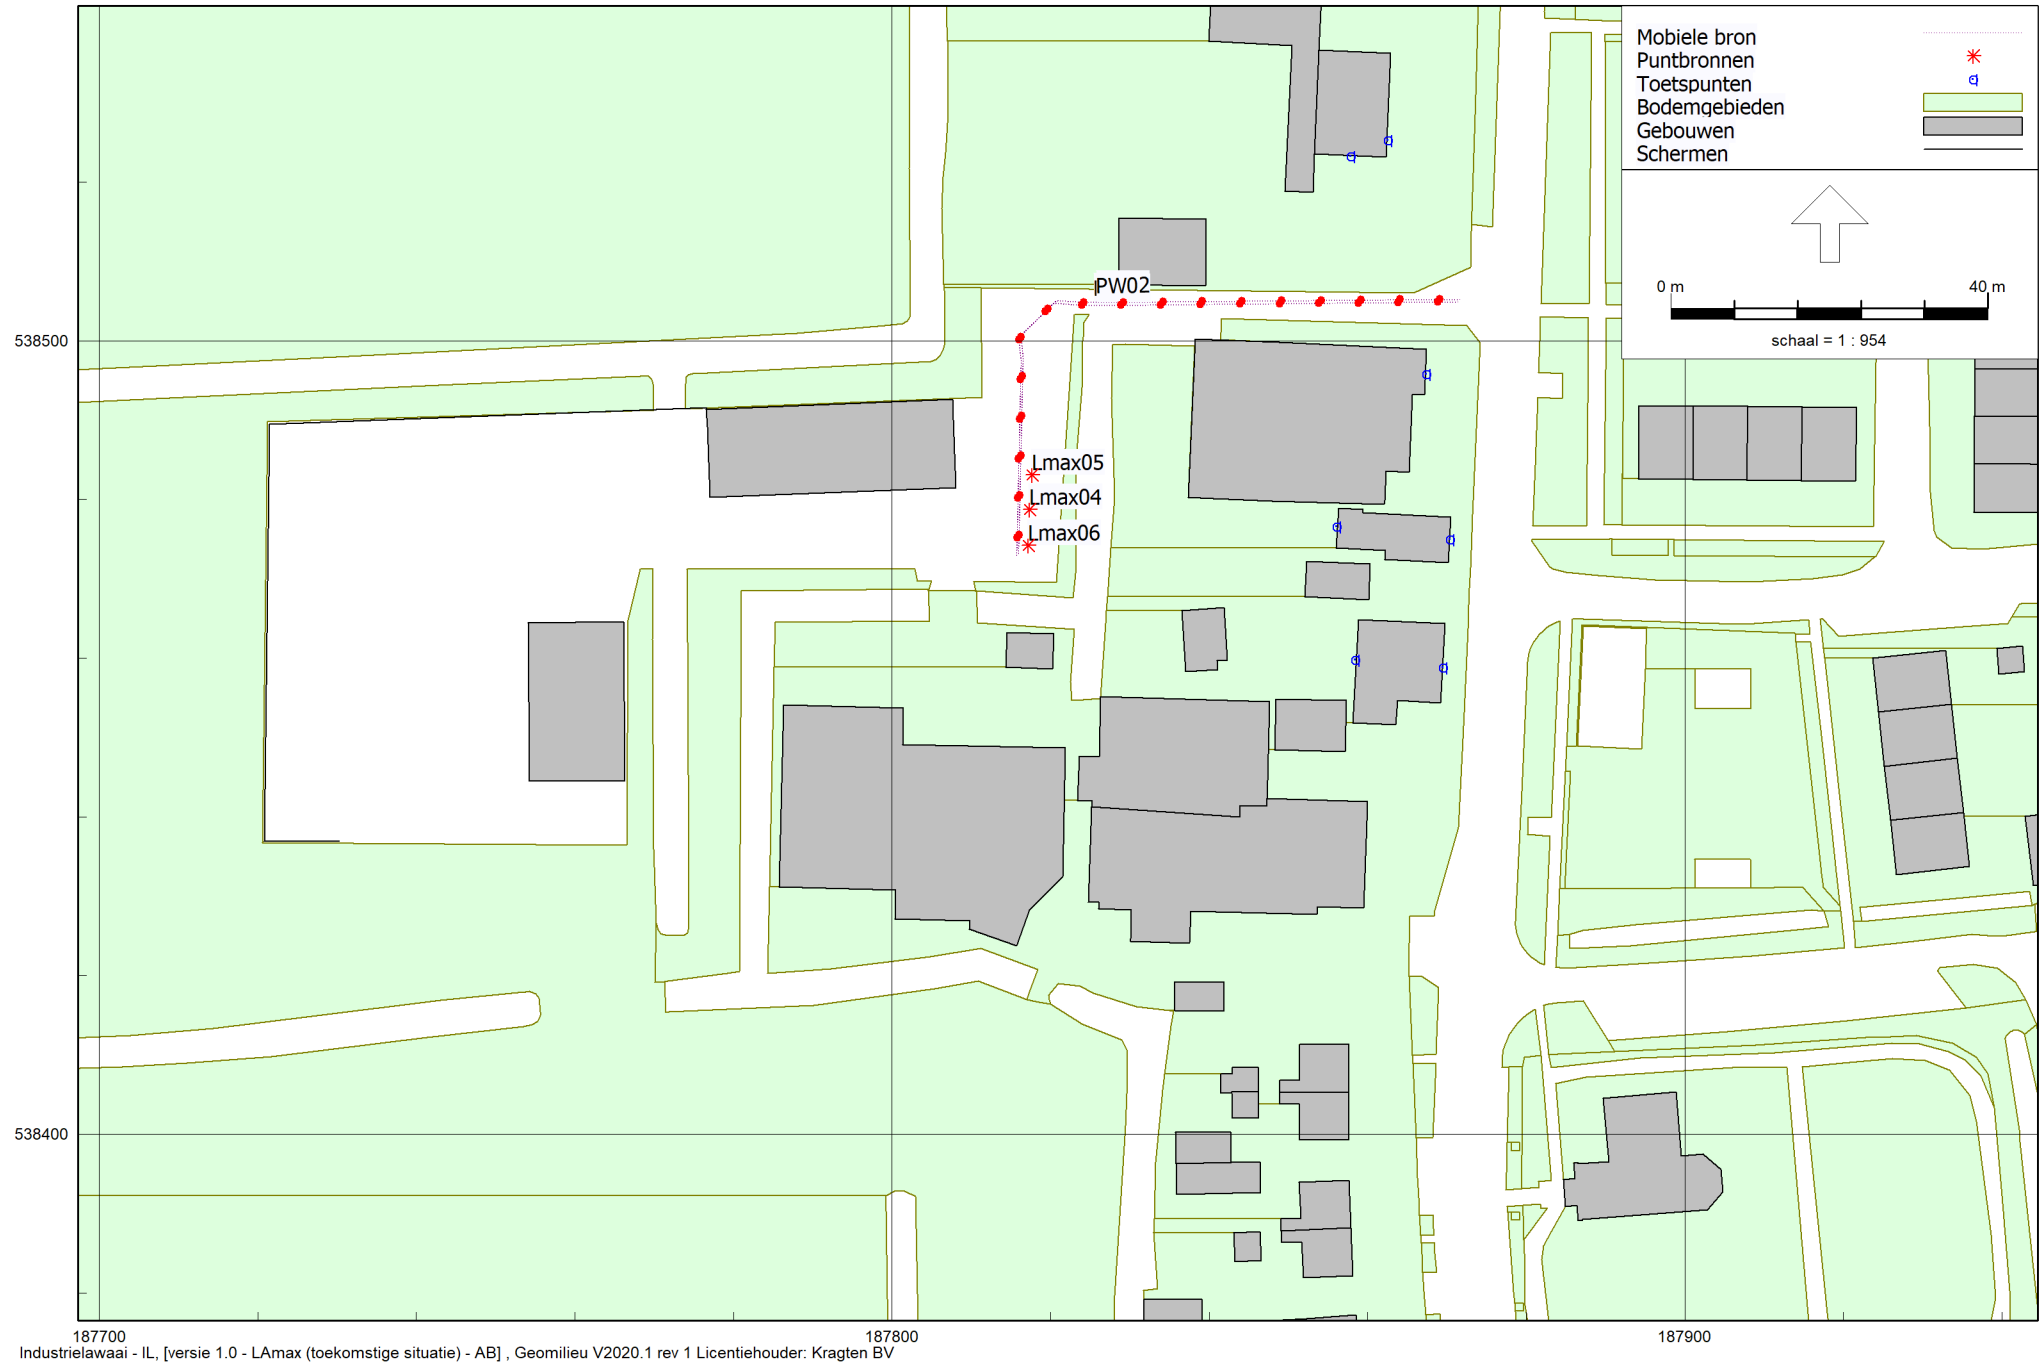 Mobiele bron
Puntbronnen
Toetspunten
Bodemgebieden
Gebouwen
Schermen
0 m
40 m
schaal = 1 : 954
PW02
538500
Lmax05
Lmax04
Lmax06
538400
187700
187800
187900
Industrielawaai - IL, [versie 1.0 - LAmax (toekomstige situatie) - AB] , Geomilieu V2020.1 rev 1 Licentiehouder: Kragten BV